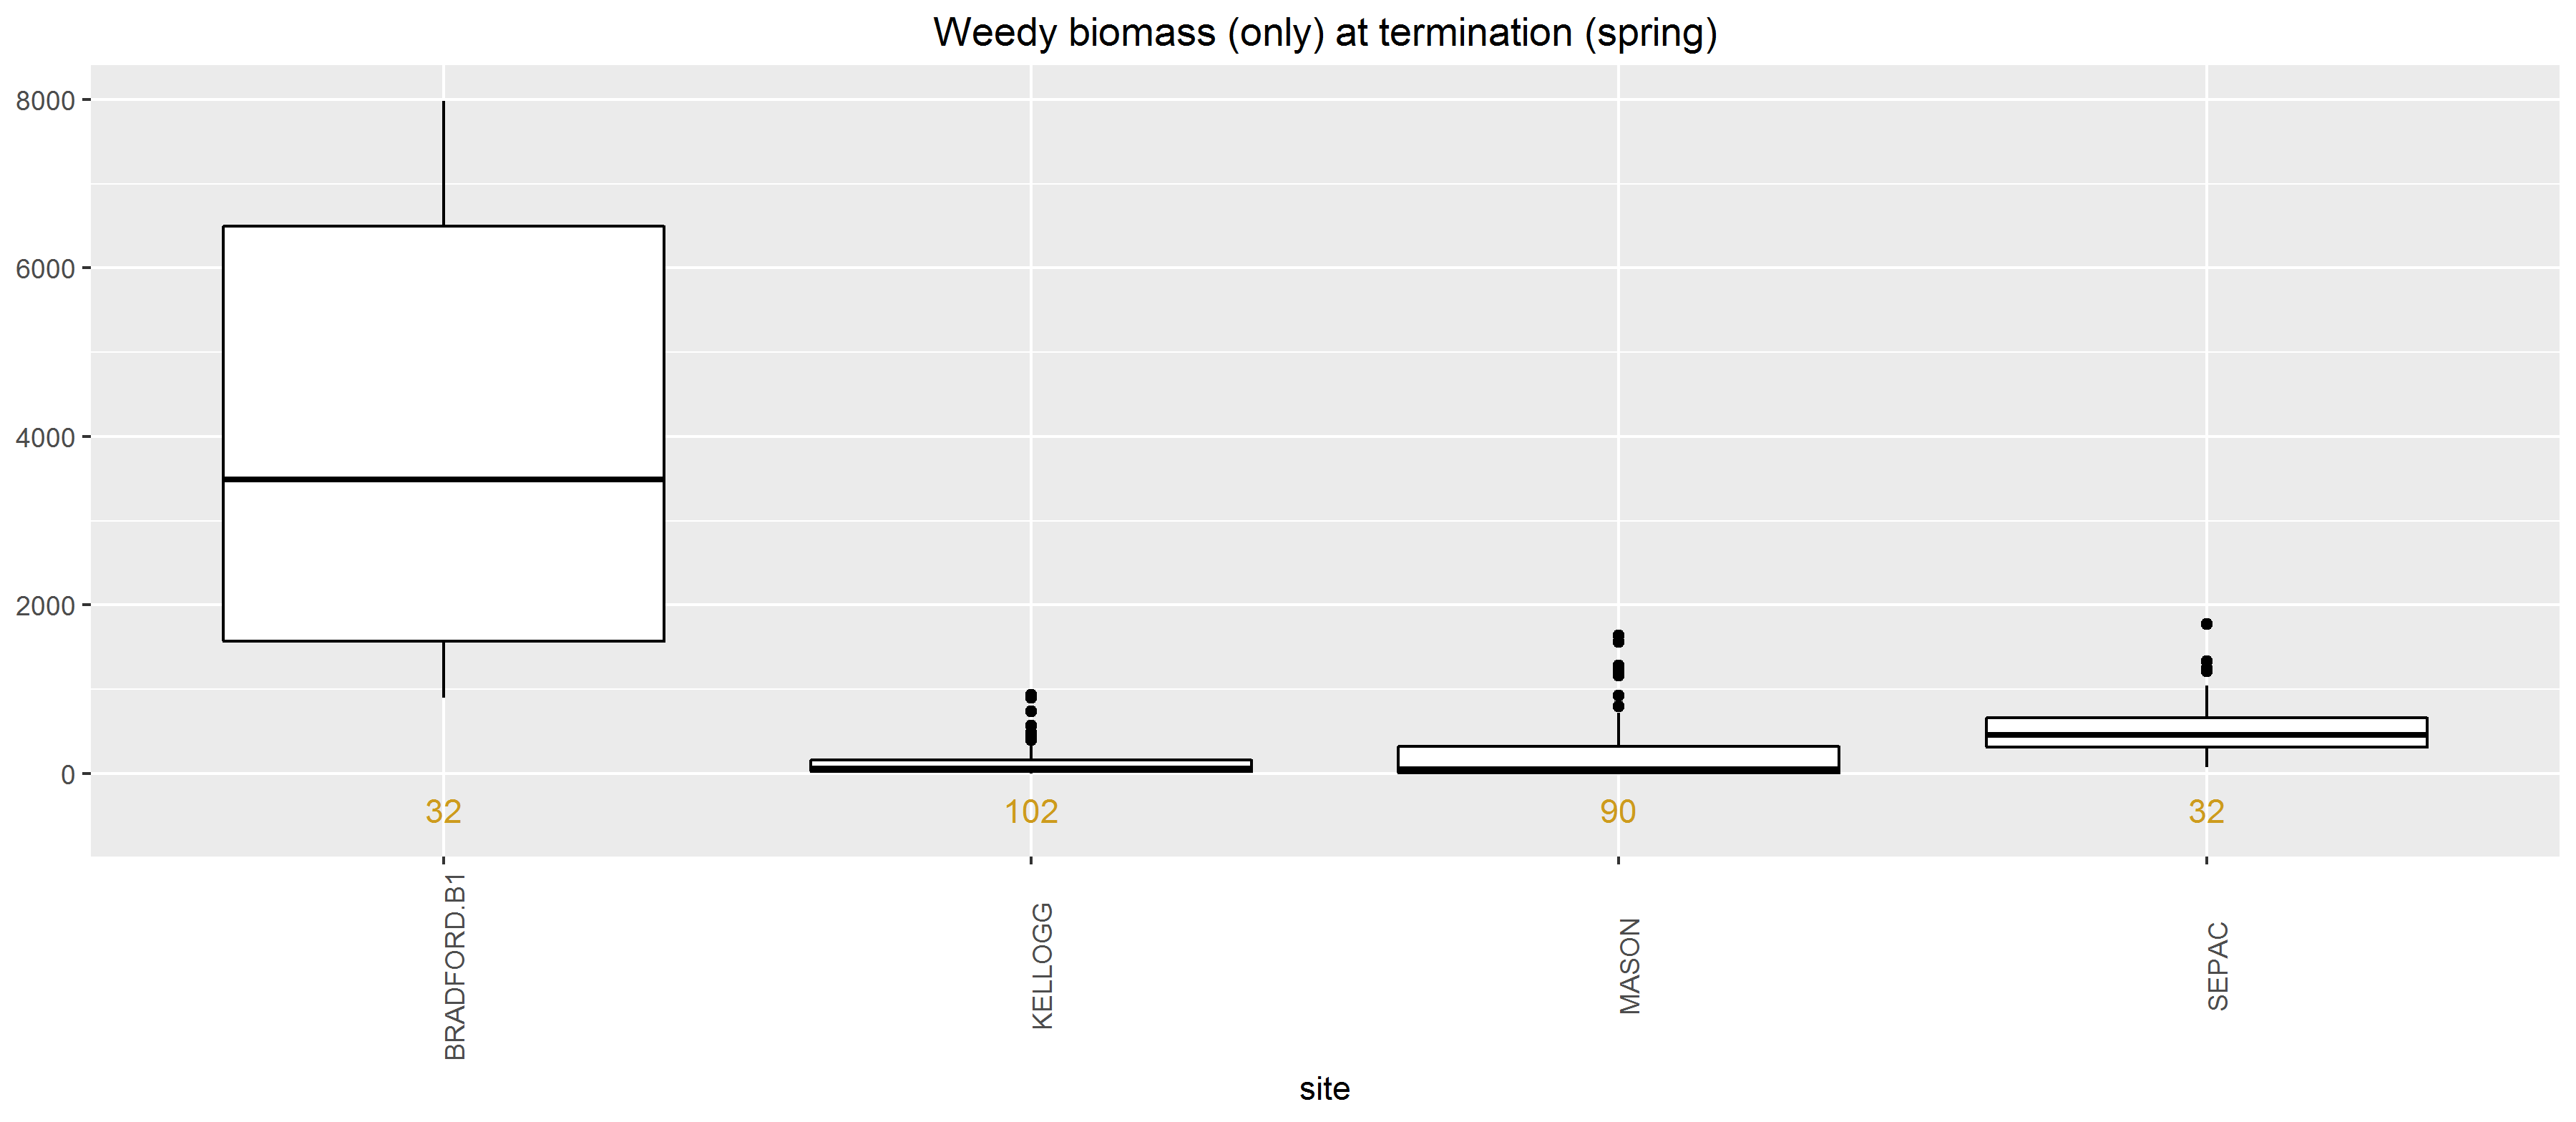 Weedy biomass (only) at termination (spring)
8000
6000
4000
2000
0
32 102 90 32
BRADFORD.B1
KELLOGG
MASON
SEPAC
site